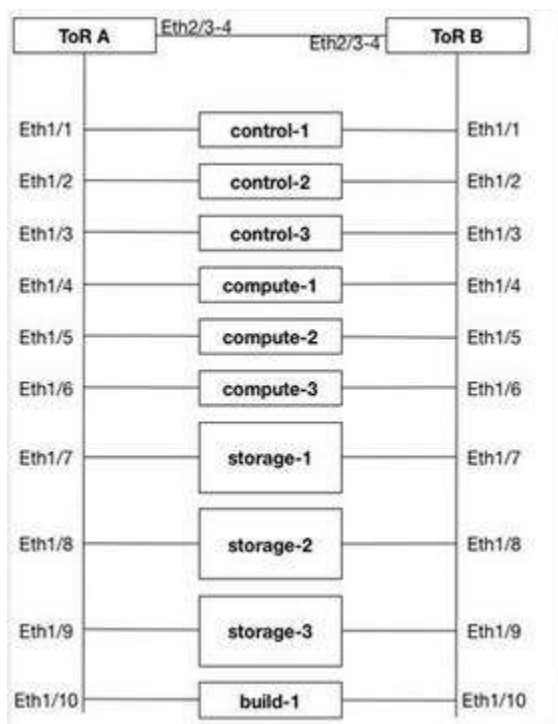 ToR A
Eth2/3-4
Eth2/3-4
ToR B
Eth1/1 control-1 Eth1/1
Eth1/2 control-2 Eth1/2
Eth1/3 control-3 Eth1/3
Eth1/4 compute-1 Eth1/4
Eth1/5 compute-2 Eth1/5
Eth1/6 compute-3 Eth1/6
Eth1/7 storage-1 Eth1/7
Eth1/8 storage-2 Eth1/8
Eth1/9 storage-3 Eth1/9
Eth1/10 build-1 Eth1/10